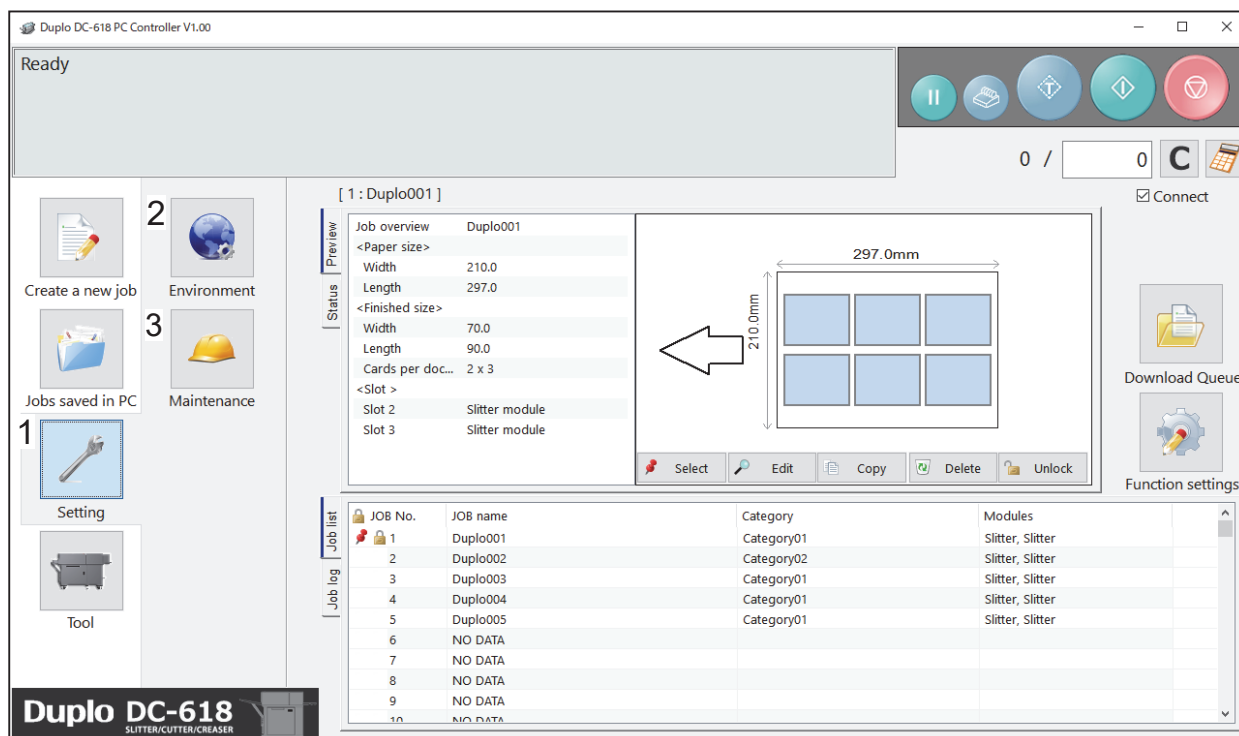 Duplo DC-618 PC Controller V1.00
Ready
0 / 0 C
Connect
1
Create a new job
Jobs saved in PC
Setting
Tool
2
Environment
3
Maintenance
[ 1 : Duplo001 ]
Preview
Status
Job overview Duplo001
<Paper size>
Width 210.0
Length 297.0
<Finished size>
Width 70.0
Length 90.0
Cards per doc... 2 x 3
<Slot >
Slot 2 Slitter module
Slot 3 Slitter module
297.0mm
210.0mm
Select Edit Copy Delete Unlock
Download Queue
Function settings
Job list
Job log
JOB No. JOB name Category Modules
1 Duplo001 Category01 Slitter, Slitter
2 Duplo002 Category02 Slitter, Slitter
3 Duplo003 Category01 Slitter, Slitter
4 Duplo004 Category01 Slitter, Slitter
5 Duplo005 Category01 Slitter, Slitter
6 NO DATA
7 NO DATA
8 NO DATA
9 NO DATA
10 NO DATA
Duplo DC-618
SLITTER/CUTTER/CREASER